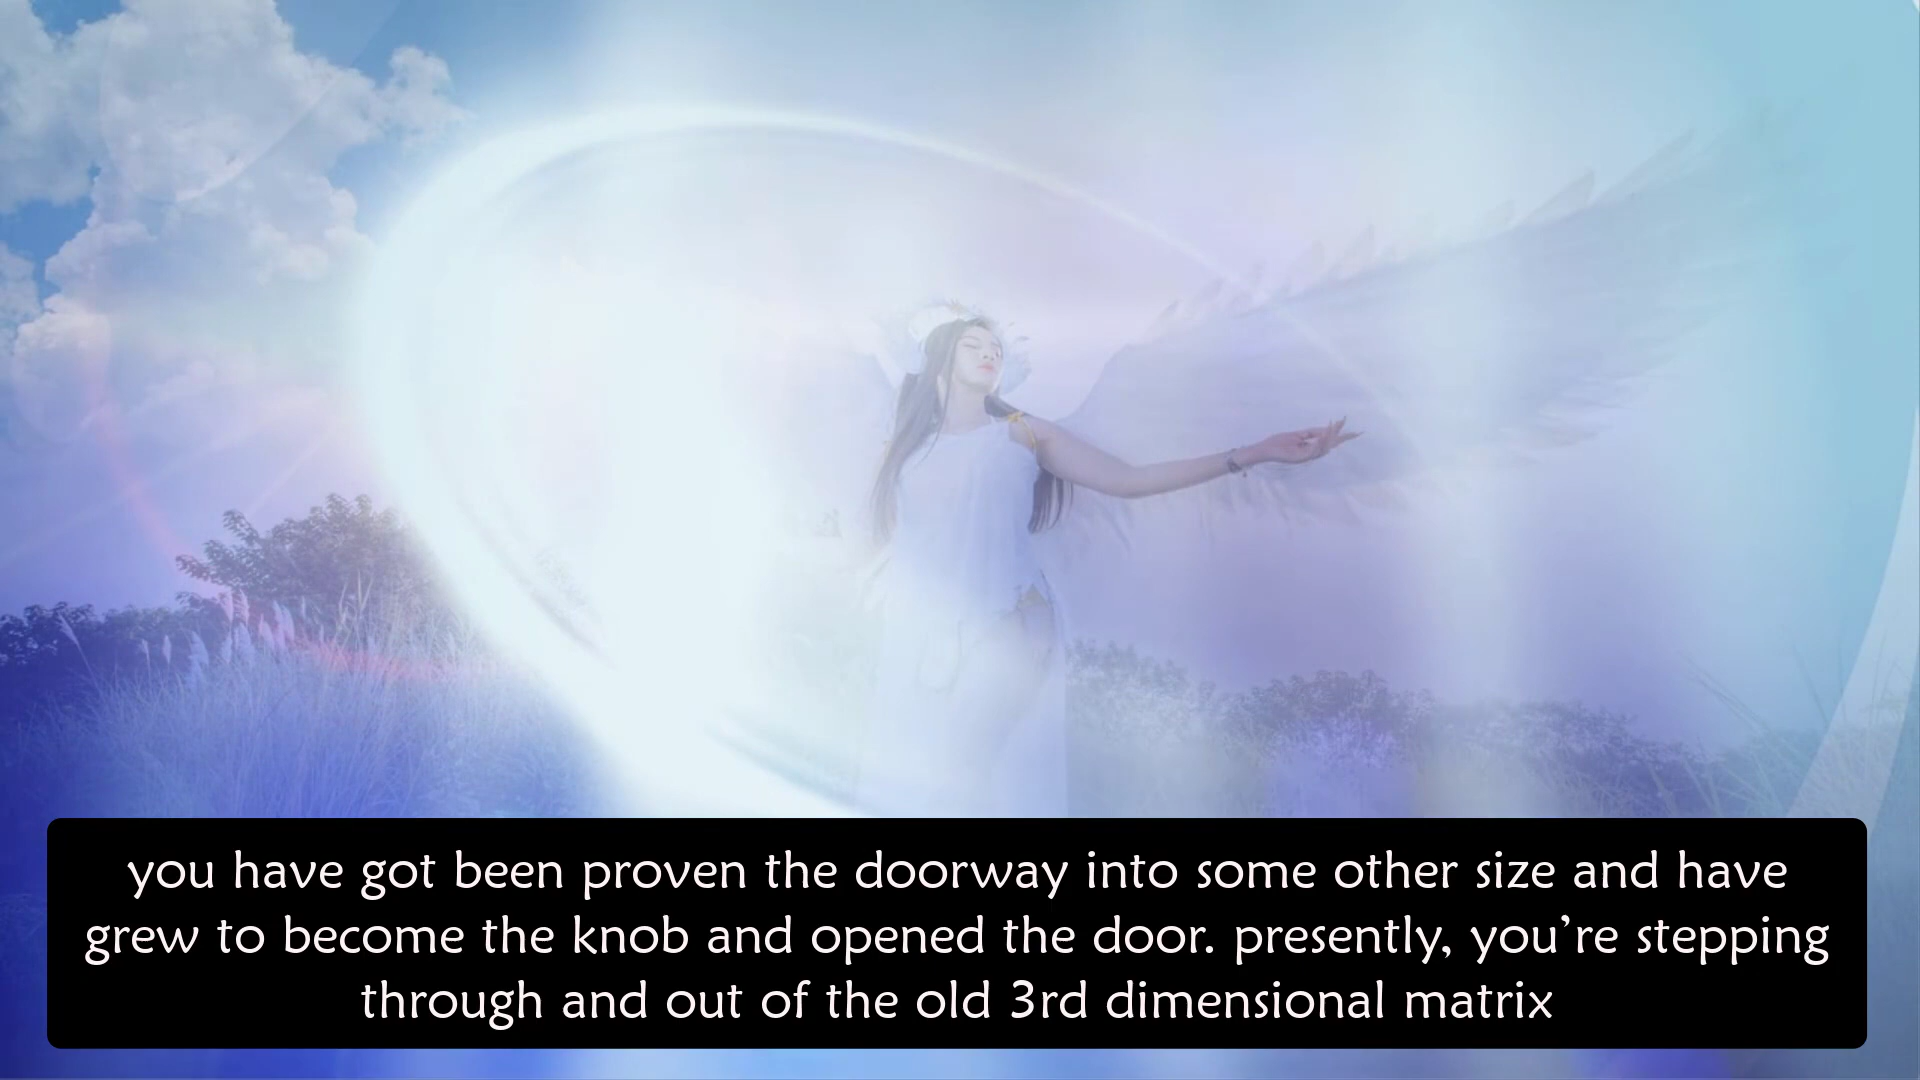 you have got been proven the doorway into some other size and have
grew to become the knob and opened the door. presently, you’re stepping
through and out of the old 3rd dimensional matrix